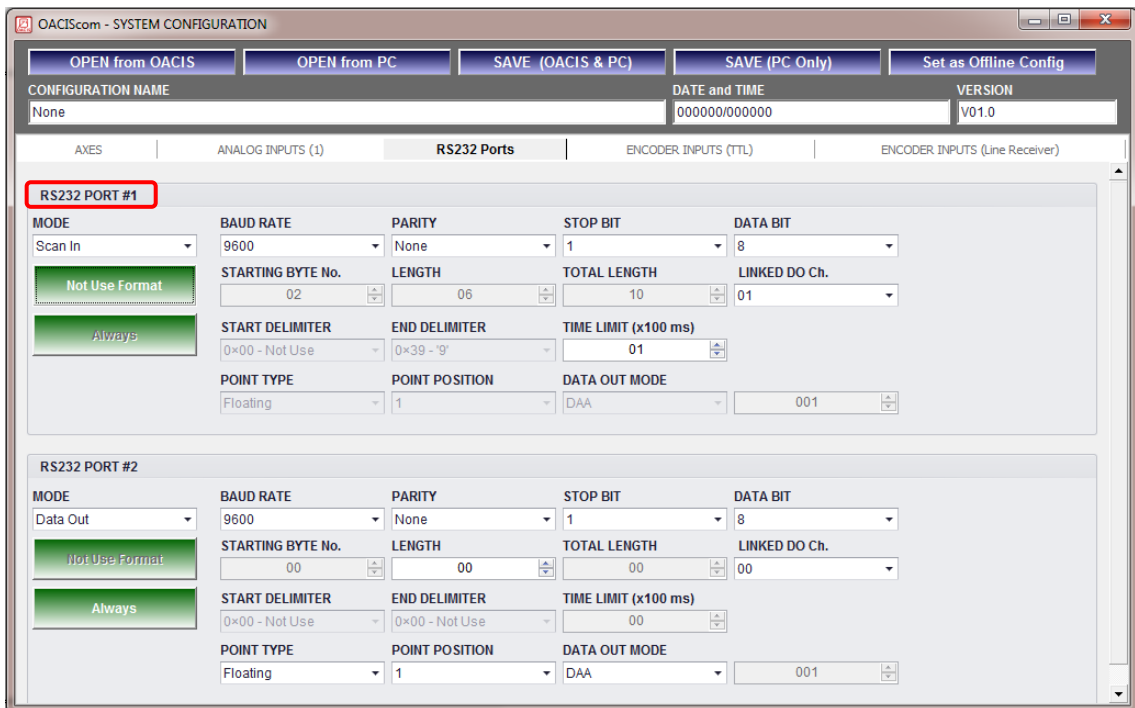 OACIScom - SYSTEM CONFIGURATION
OPEN from OACIS OPEN from PC SAVE (OACIS & PC) SAVE (PC Only) Set as Offline Config
CONFIGURATION NAME DATE and TIME VERSION
None 000000/000000 V01.0
AXES ANALOG INPUTS (1) RS232 Ports ENCODER INPUTS (TTL) ENCODER INPUTS (Line Receiver)
RS232 PORT #1
MODE BAUD RATE PARITY STOP BIT DATA BIT
Scan In 9600 None 1 8
Not Use Format STARTING BYTE No. LENGTH TOTAL LENGTH LINKED DO Ch.
02 06 10 01
Always START DELIMITER END DELIMITER TIME LIMIT (x100 ms)
0×00 - Not Use 0×39 - '9' 01
POINT TYPE POINT POSITION DATA OUT MODE
Floating 1 DAA 001
RS232 PORT #2
MODE BAUD RATE PARITY STOP BIT DATA BIT
Data Out 9600 None 1 8
Not Use Format STARTING BYTE No. LENGTH TOTAL LENGTH LINKED DO Ch.
00 00 00 00
Always START DELIMITER END DELIMITER TIME LIMIT (x100 ms)
0×00 - Not Use 0×00 - Not Use 00
POINT TYPE POINT POSITION DATA OUT MODE
Floating 1 DAA 001